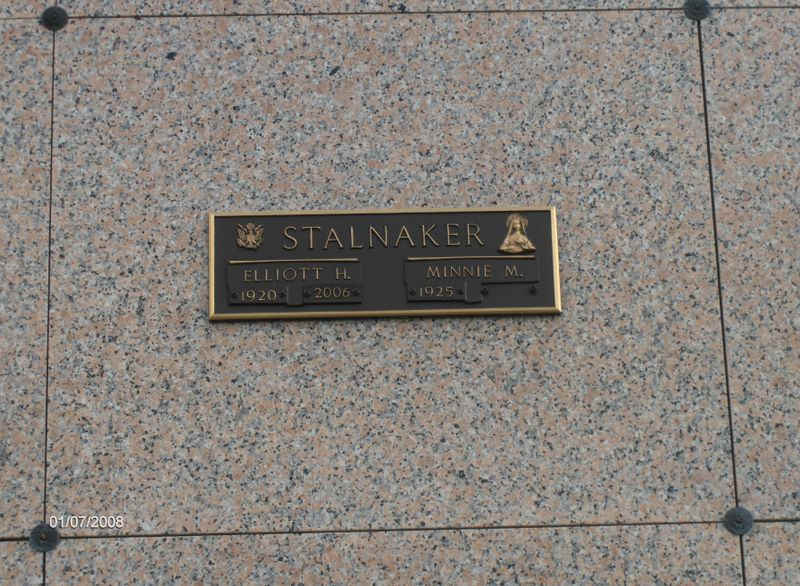 STALNAKER
ELLIOTT H. MINNIE M.
1920 2006 1925
01/07/2008